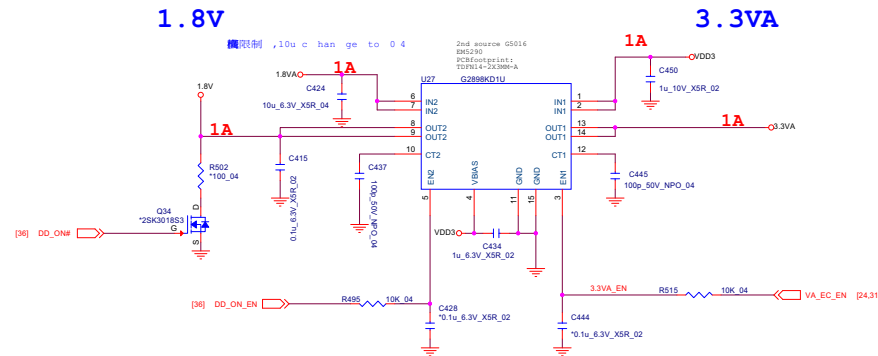 1.8V
3.3VA
限制 ,10u c han ge to 0 4
2nd source G5016
EM5290
PCBfootprint:
TDFN14-2X3MM-A
U27
G2898KD1U
1A
VDD3
C450
1u_10V_X5R_02
1.8VA
1A
C424
10u_6.3V_X5R_04
1.8V
1A
6
7
IN2
IN2
IN1
IN1
1
2
8
9
OUT2
OUT2
OUT1
OUT1
13
14
1A
3.3VA
10
CT2
CT1
12
EN2
VBIAS
GND
GND
EN1
5
4
11
15
3
R502
*100_04
C415
0.1u_6.3V_X5R_02
C437
100p_50V_NPO_04
C445
100p_50V_NPO_04
Q34
*2SK3018S3
D
G
S
[36] DD_ON#
VDD3
C434
1u_6.3V_X5R_02
[36] DD_ON_EN
R495
10K_04
C428
*0.1u_6.3V_X5R_02
3.3VA_EN
R515
10K_04
VA_EC_EN [24,31
C444
*0.1u_6.3V_X5R_02